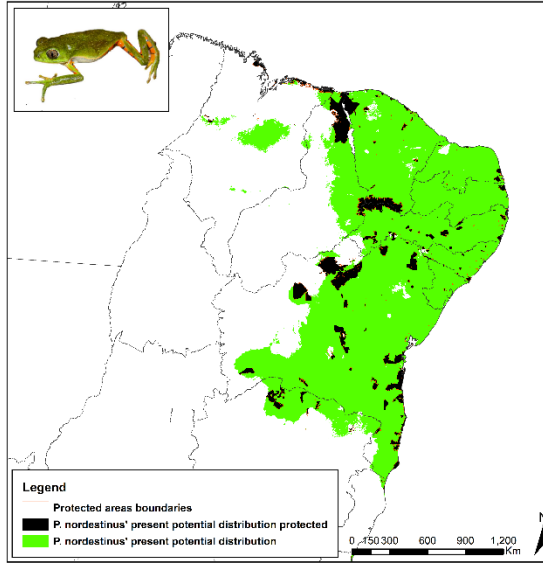 N
Legend
Protected areas boundaries
P. nordestinus' present potential distribution protected
P. nordestinus' present potential distribution
0 150 300 600 900 1,200
Km